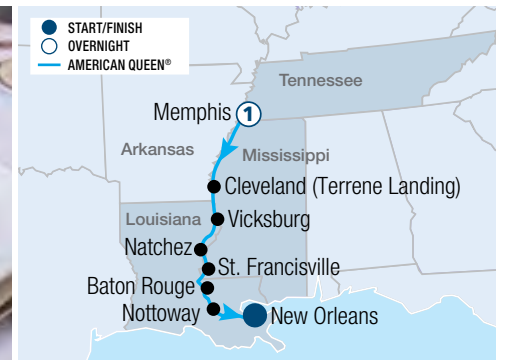 START/FINISH
OVERNIGHT
AMERICAN QUEEN®
Tennessee
Memphis 1
Arkansas
Mississippi
Cleveland (Terrene Landing)
Louisiana
Vicksburg
Natchez
St. Francisville
Baton Rouge
Nottoway
New Orleans